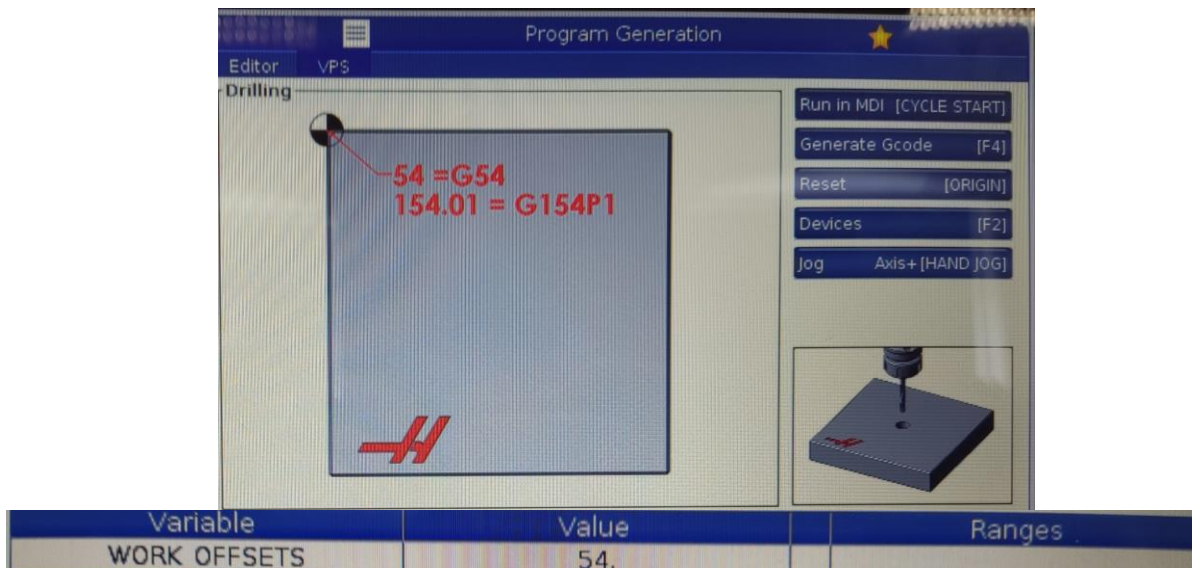 Program Generation
Editor VPS
Drilling
54 =G54
154.01 = G154P1
Run in MDI [CYCLE START]
Generate Gcode [F4]
Reset [ORIGIN]
Devices [F2]
Jog Axis+[HAND JOG]
Variable Value Ranges
WORK OFFSETS 54.